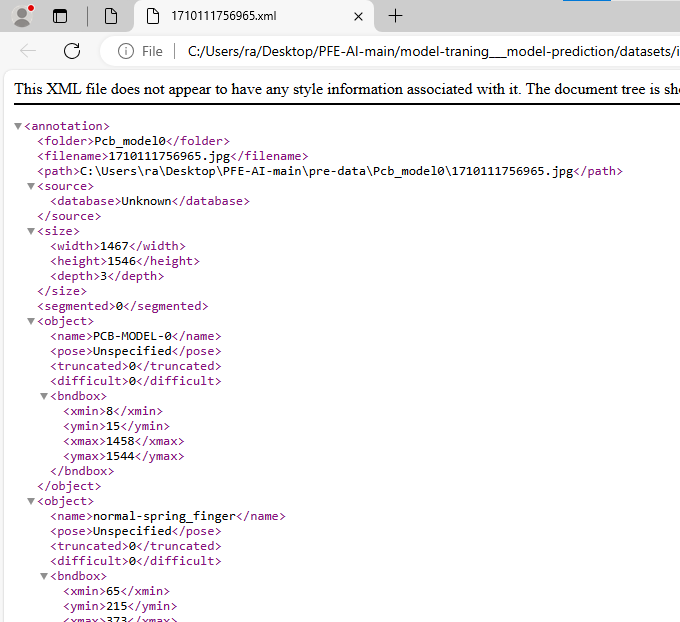 1710111756965.xml
File
C:/Users/ra/Desktop/PFE-AI-main/model-traning___model-prediction/datasets/i
This XML file does not appear to have any style information associated with it. The document tree is sho
<annotation>
<folder>Pcb_model0</folder>
<filename>1710111756965.jpg</filename>
<path>C:\Users\ra\Desktop\PFE-AI-main\pre-data\Pcb_model0\1710111756965.jpg</path>
<source>
<database>Unknown</database>
</source>
<size>
<width>1467</width>
<height>1546</height>
<depth>3</depth>
</size>
<segmented>0</segmented>
<object>
<name>PCB-MODEL-0</name>
<pose>Unspecified</pose>
<truncated>0</truncated>
<difficult>0</difficult>
<bndbox>
<xmin>8</xmin>
<ymin>15</ymin>
<xmax>1458</xmax>
<ymax>1544</ymax>
</bndbox>
</object>
<object>
<name>normal-spring_finger</name>
<pose>Unspecified</pose>
<truncated>0</truncated>
<difficult>0</difficult>
<bndbox>
<xmin>65</xmin>
<ymin>215</ymin>
<xmax>373</xmax>